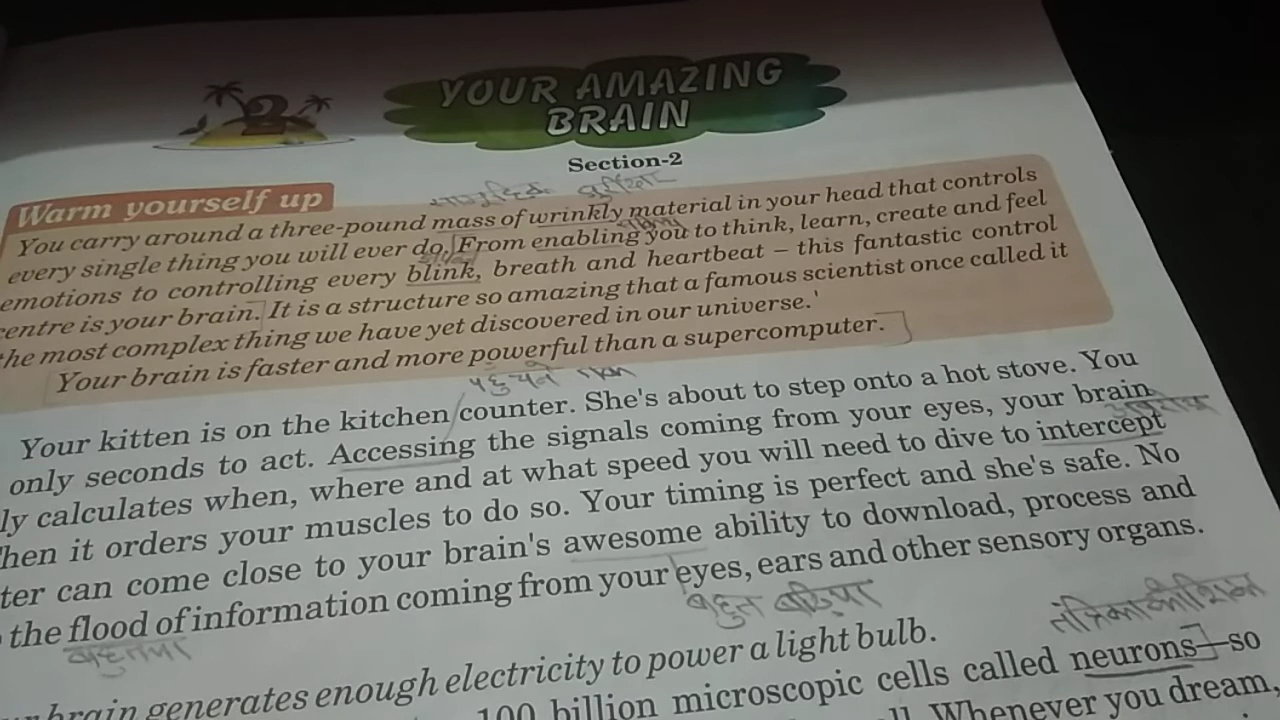 2
YOUR AMAZING
BRAIN
Section-2
Warm yourself up
You carry around a three-pound mass of wrinkly material in your head that controls
every single thing you will ever do. From enabling you to think, learn, create and feel
emotions to controlling every blink, breath and heartbeat – this fantastic control
centre is your brain. It is a structure so amazing that a famous scientist once called it
the most complex thing we have yet discovered in our universe.'
Your brain is faster and more powerful than a supercomputer.
Your kitten is on the kitchen counter. She's about to step onto a hot stove. You
only seconds to act. Accessing the signals coming from your eyes, your brain
ly calculates when, where and at what speed you will need to dive to intercept
hen it orders your muscles to do so. Your timing is perfect and she's safe. No
ter can come close to your brain's awesome ability to download, process and
the flood of information coming from your eyes, ears and other sensory organs.
बहुत बढ़िया
brain generates enough electricity to power a light bulb.
100 billion microscopic cells called neurons—so
Whenever you dream,